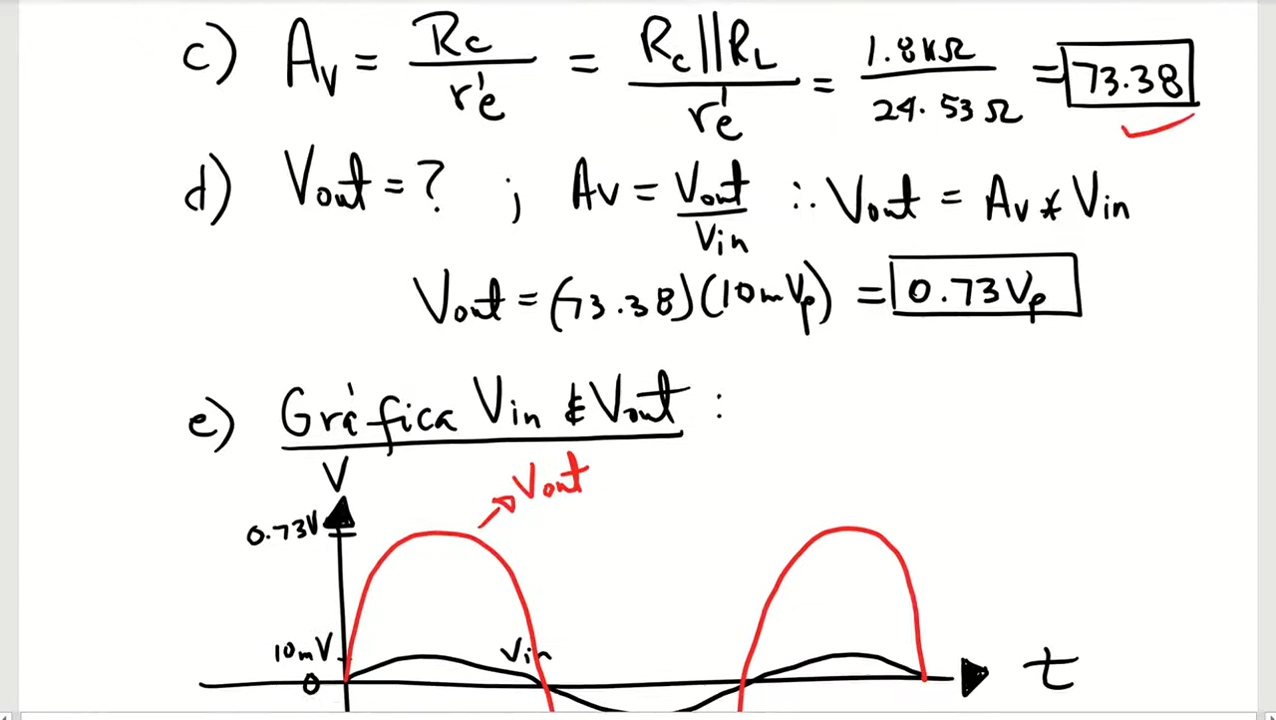 c) Av = Rc / r'e = Rc||RL / r'e = 1.8kΩ / 24.53Ω = 73.38
d) Vout = ? ; Av = Vout / Vin ∴ Vout = Av * Vin
Vout = (73.38)(10mVp) = 0.73Vp
e) Gráfica Vin & Vout :
V
Vout
0.73V
10mV
Vin
0
t